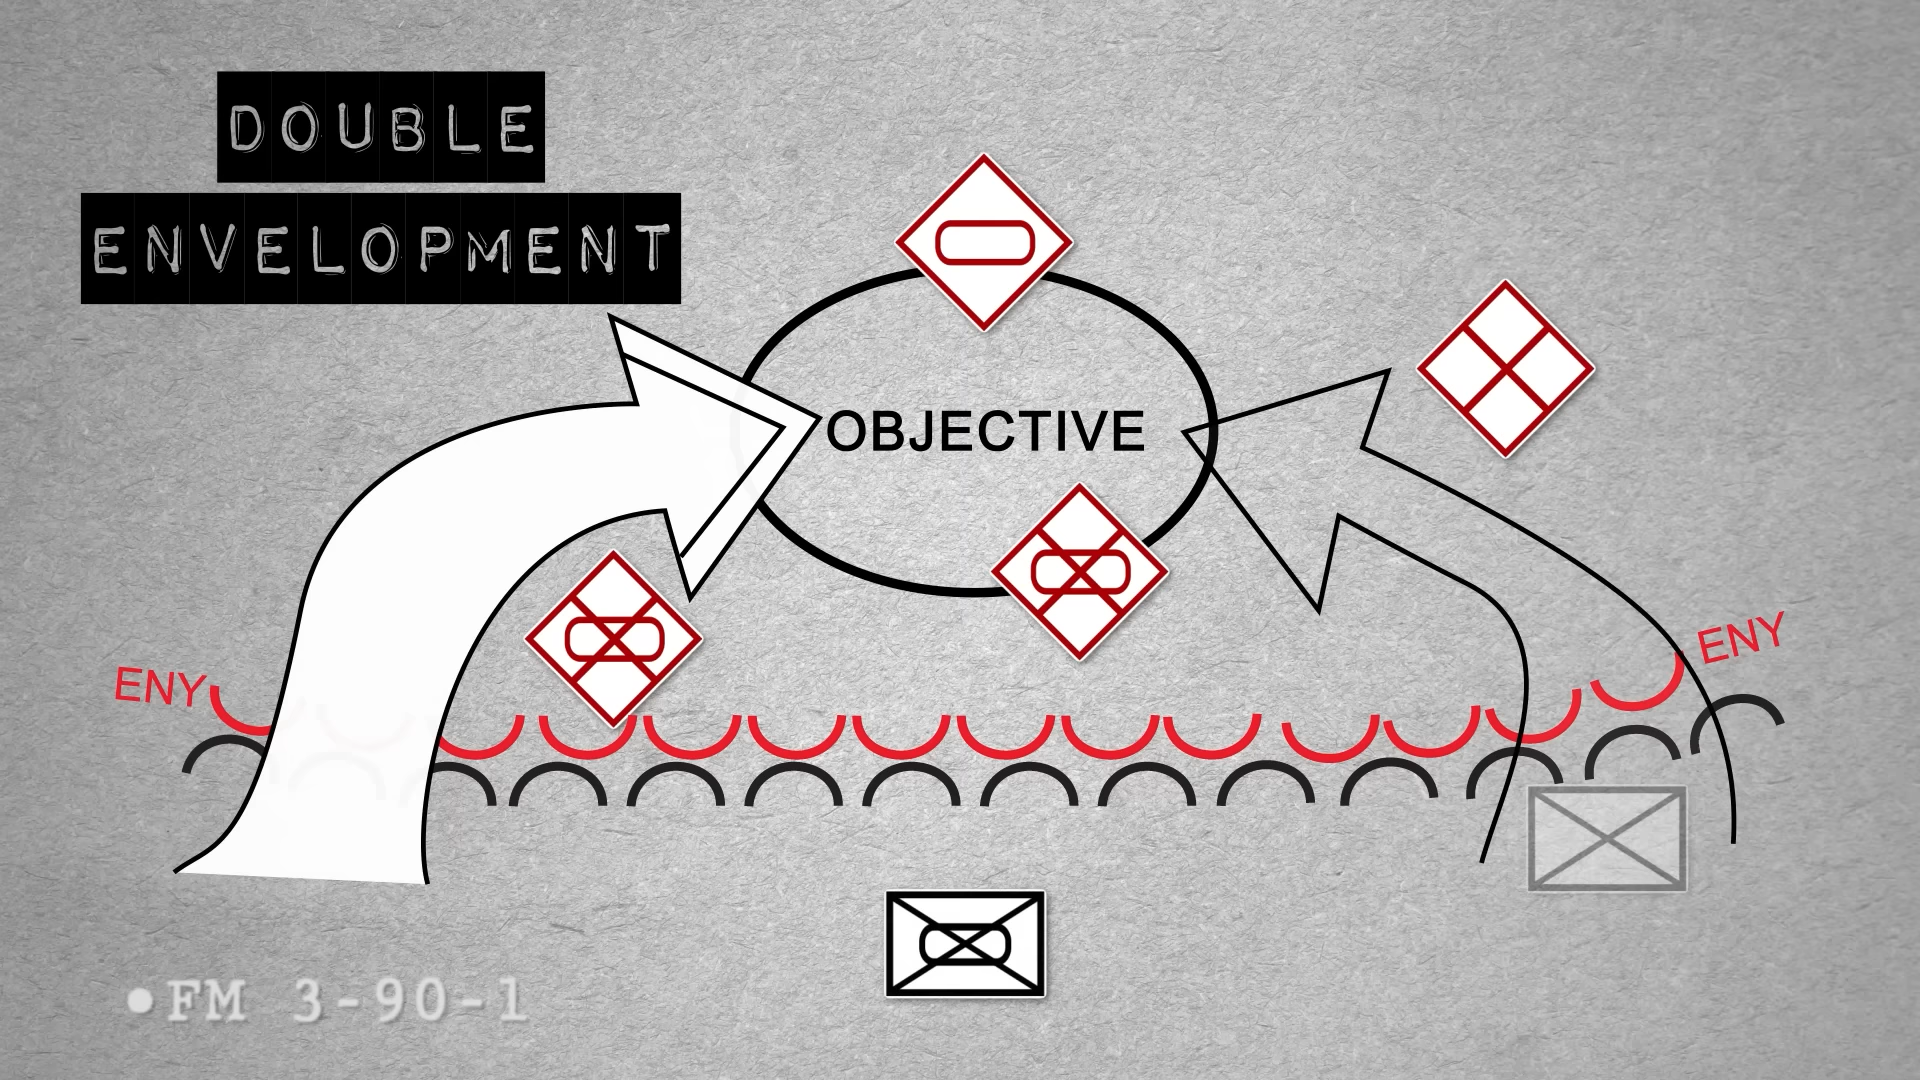 DOUBLE
ENVELOPMENT
OBJECTIVE
ENY
ENY
•FM 3-90-1